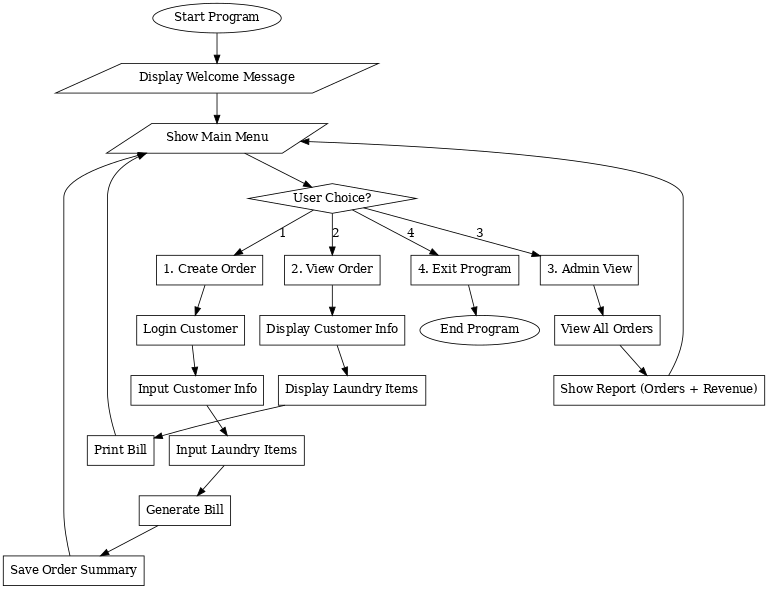 Start Program
Display Welcome Message
Show Main Menu
User Choice?
1
2
4
3
1. Create Order
2. View Order
4. Exit Program
3. Admin View
Login Customer
Display Customer Info
End Program
View All Orders
Input Customer Info
Display Laundry Items
Show Report (Orders + Revenue)
Print Bill
Input Laundry Items
Generate Bill
Save Order Summary